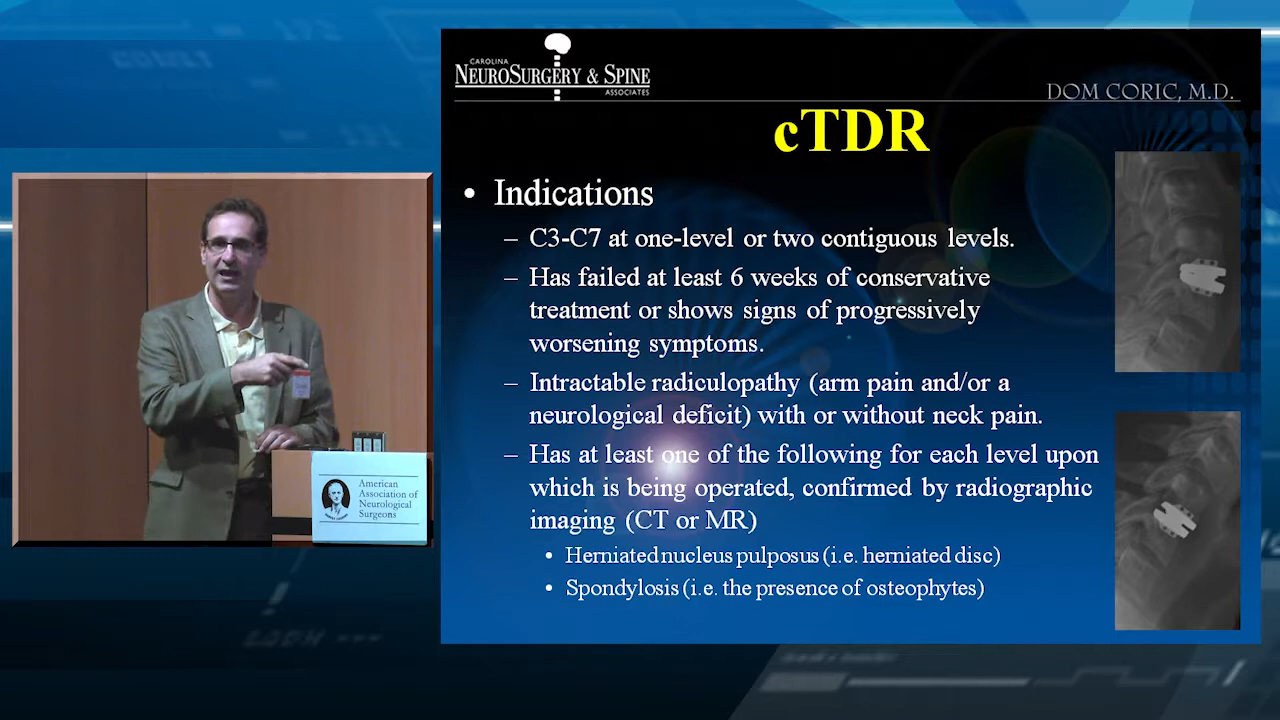 CAROLINA
NEUROSURGERY & SPINE
ASSOCIATES
DOM CORIC, M.D.
cTDR
• Indications
– C3-C7 at one-level or two contiguous levels.
– Has failed at least 6 weeks of conservative
treatment or shows signs of progressively
worsening symptoms.
– Intractable radiculopathy (arm pain and/or a
neurological deficit) with or without neck pain.
– Has at least one of the following for each level upon
which is being operated, confirmed by radiographic
imaging (CT or MR)
• Herniated nucleus pulposus (i.e. herniated disc)
• Spondylosis (i.e. the presence of osteophytes)
American
Association of
Neurological
Surgeons